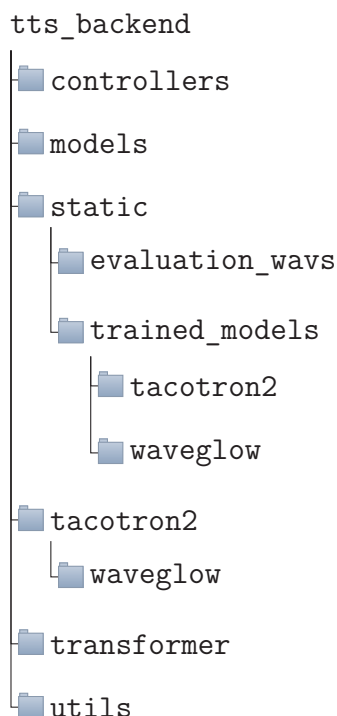 tts_backend
controllers
models
static
evaluation_wavs
trained_models
tacotron2
waveglow
tacotron2
waveglow
transformer
utils